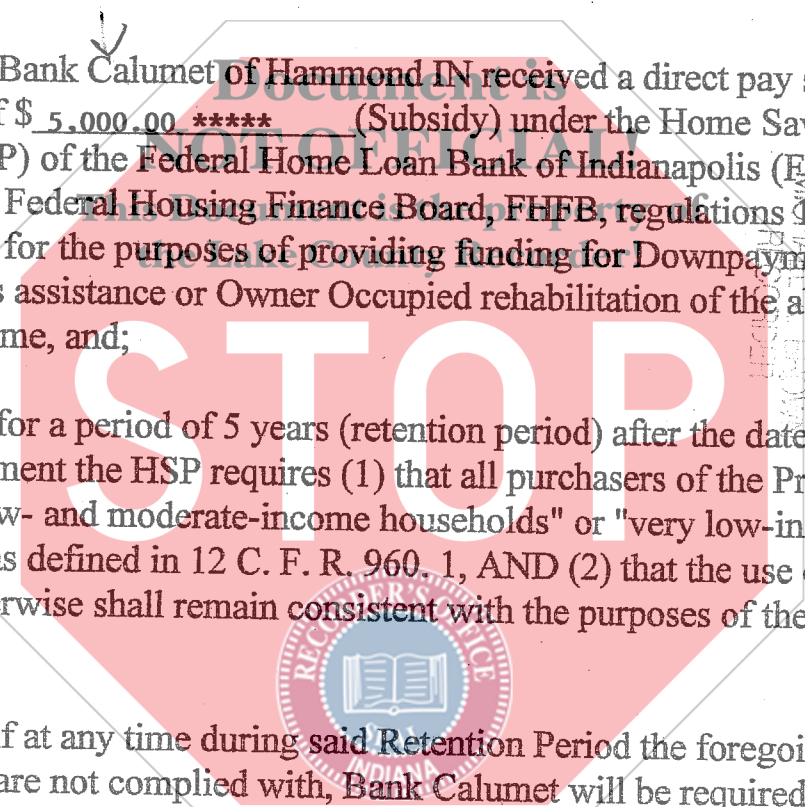 Bank Calumet of Hammond IN received a direct pay
f $ 5,000.00 ***** (Subsidy) under the Home Sav
P) of the Federal Home Loan Bank of Indianapolis (F
Federal Housing Finance Board, FHFB, regulations
for the purposes of providing funding for Downpaym
s assistance or Owner Occupied rehabilitation of the a
me, and;
for a period of 5 years (retention period) after the date
ment the HSP requires (1) that all purchasers of the Pr
w- and moderate-income households" or "very low-in
as defined in 12 C. F. R. 960. 1, AND (2) that the use
rwise shall remain consistent with the purposes of the
f at any time during said Retention Period the foregoi
are not complied with, Bank Calumet will be required
Document is
NOT OFFICIAL!
This Document is the property of
the Lake County Recorder!
STOP
RECORDER'S OFFICE
INDIANA